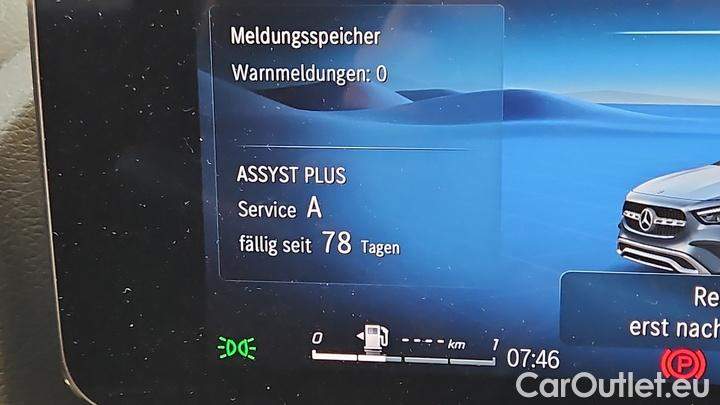 Meldungsspeicher
Warnmeldungen: 0
ASSYST PLUS
Service A
fällig seit 78 Tagen
Re
erst nach
0 ---- km 1
07:46
P
CarOutlet.eu